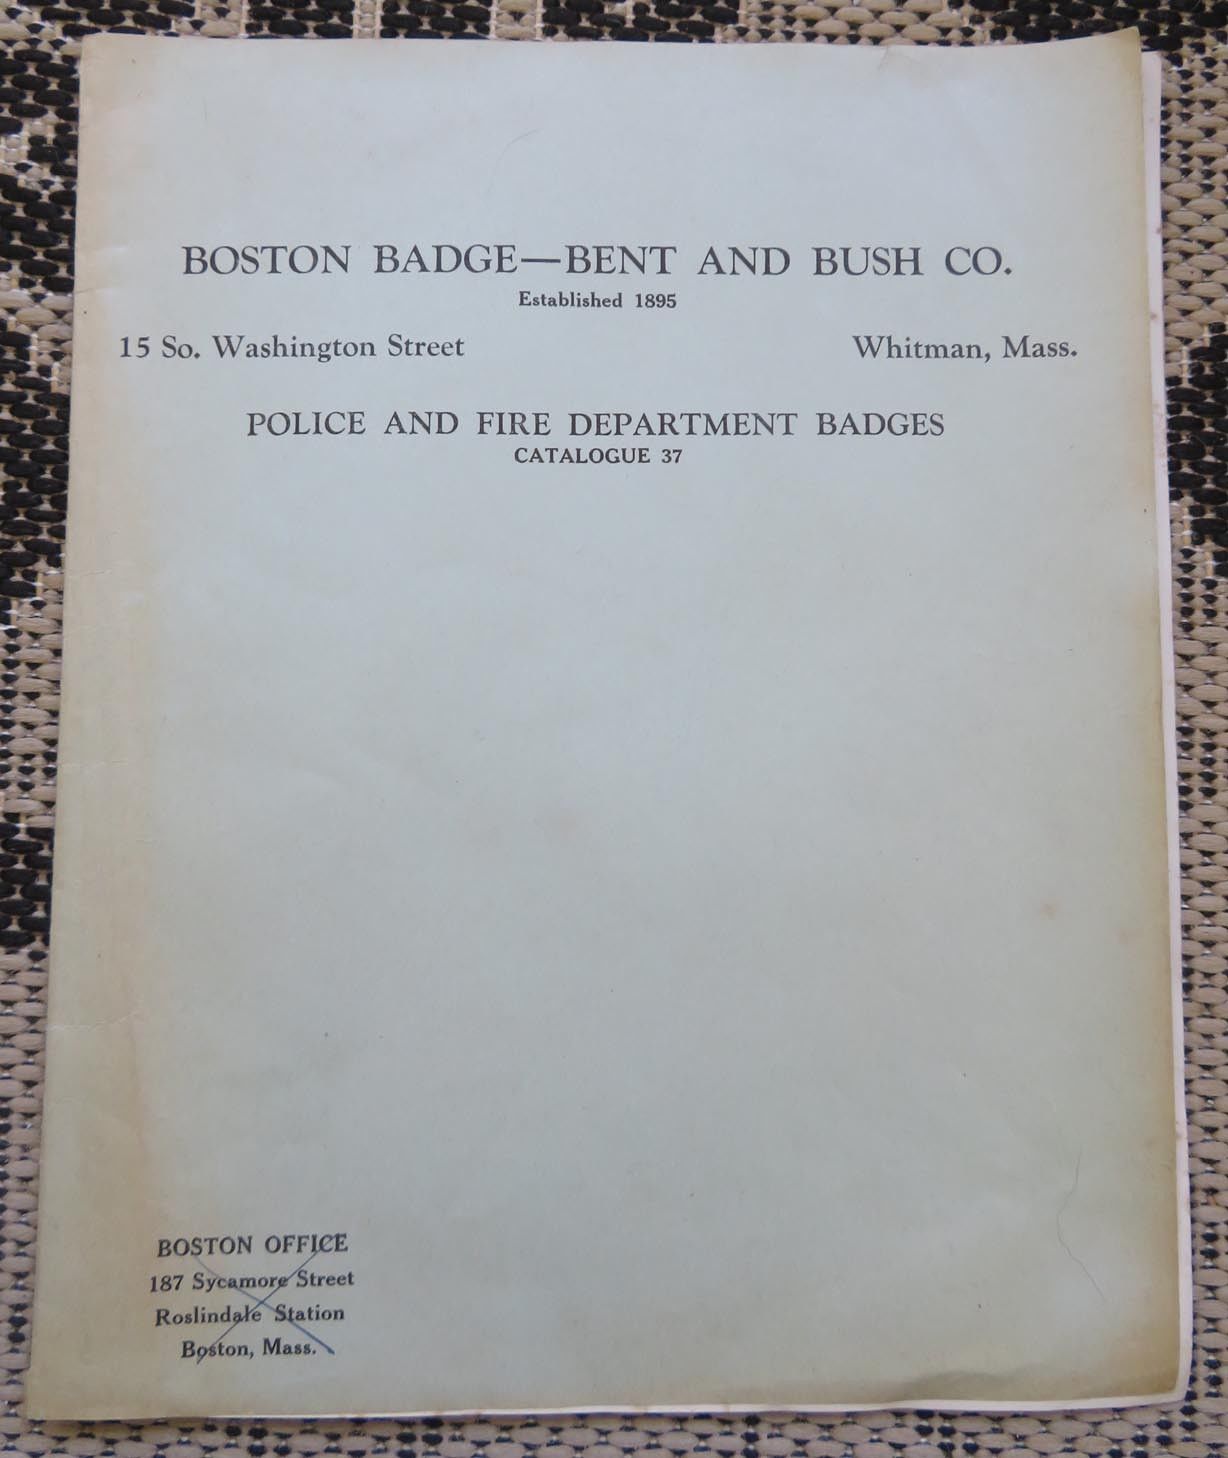 BOSTON BADGE—BENT AND BUSH CO.
Established 1895
15 So. Washington Street Whitman, Mass.
POLICE AND FIRE DEPARTMENT BADGES
CATALOGUE 37
BOSTON OFFICE
187 Sycamore Street
Roslindale Station
Boston, Mass.